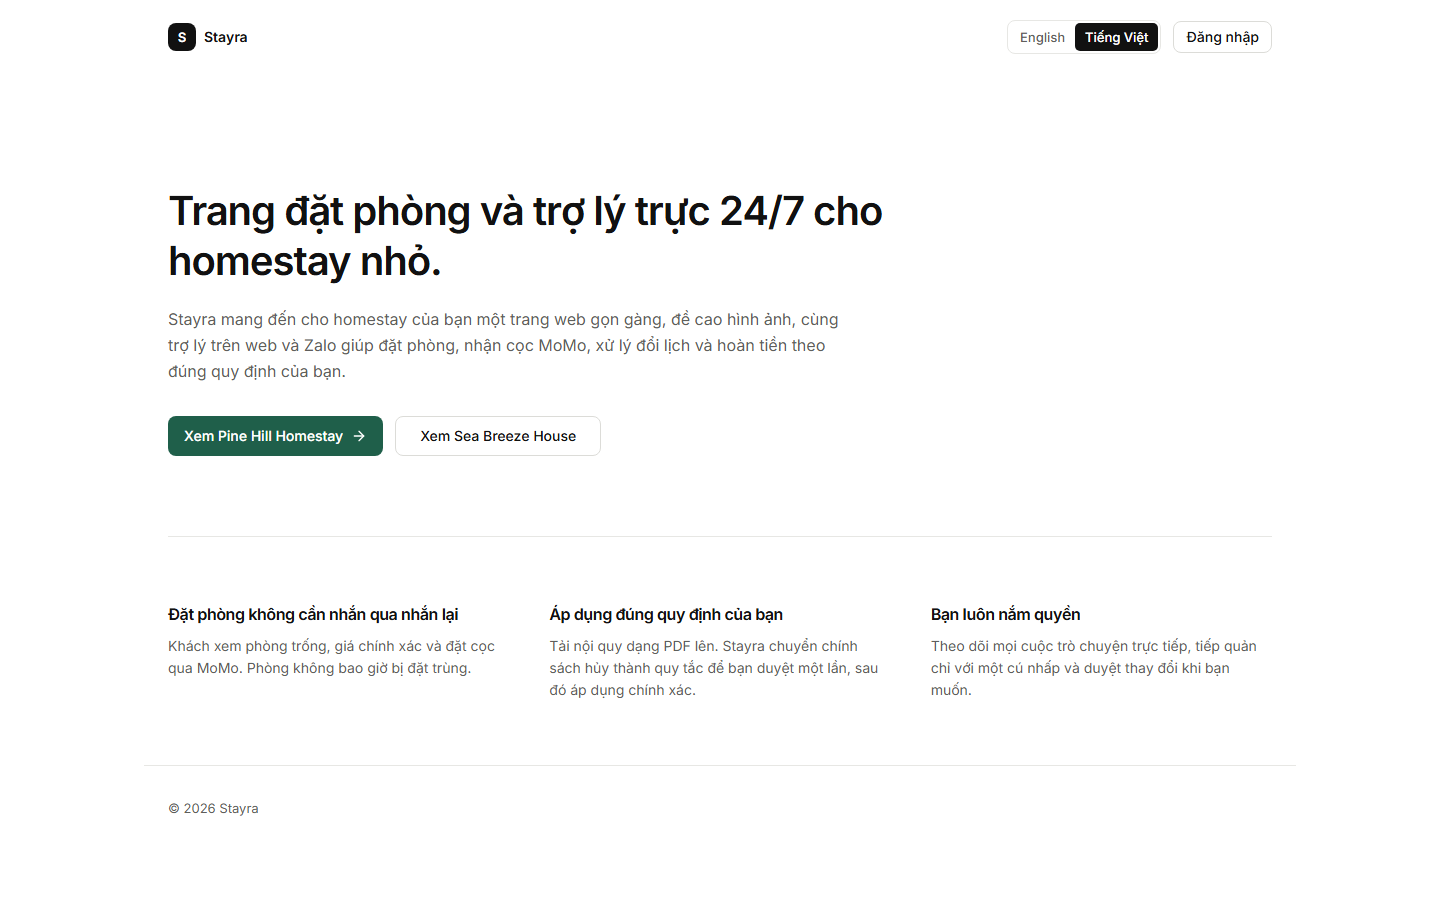 S Stayra
English Tiếng Việt Đăng nhập
Trang đặt phòng và trợ lý trực 24/7 cho
homestay nhỏ.
Stayra mang đến cho homestay của bạn một trang web gọn gàng, đề cao hình ảnh, cùng
trợ lý trên web và Zalo giúp đặt phòng, nhận cọc MoMo, xử lý đổi lịch và hoàn tiền theo
đúng quy định của bạn.
Xem Pine Hill Homestay → Xem Sea Breeze House
Đặt phòng không cần nhắn qua nhắn lại
Khách xem phòng trống, giá chính xác và đặt cọc
qua MoMo. Phòng không bao giờ bị đặt trùng.
Áp dụng đúng quy định của bạn
Tải nội quy dạng PDF lên. Stayra chuyển chính
sách hủy thành quy tắc để bạn duyệt một lần, sau
đó áp dụng chính xác.
Bạn luôn nắm quyền
Theo dõi mọi cuộc trò chuyện trực tiếp, tiếp quản
chỉ với một cú nhấp và duyệt thay đổi khi bạn
muốn.
© 2026 Stayra